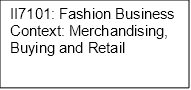 II7101: Fashion Business
Context: Merchandising,
Buying and Retail